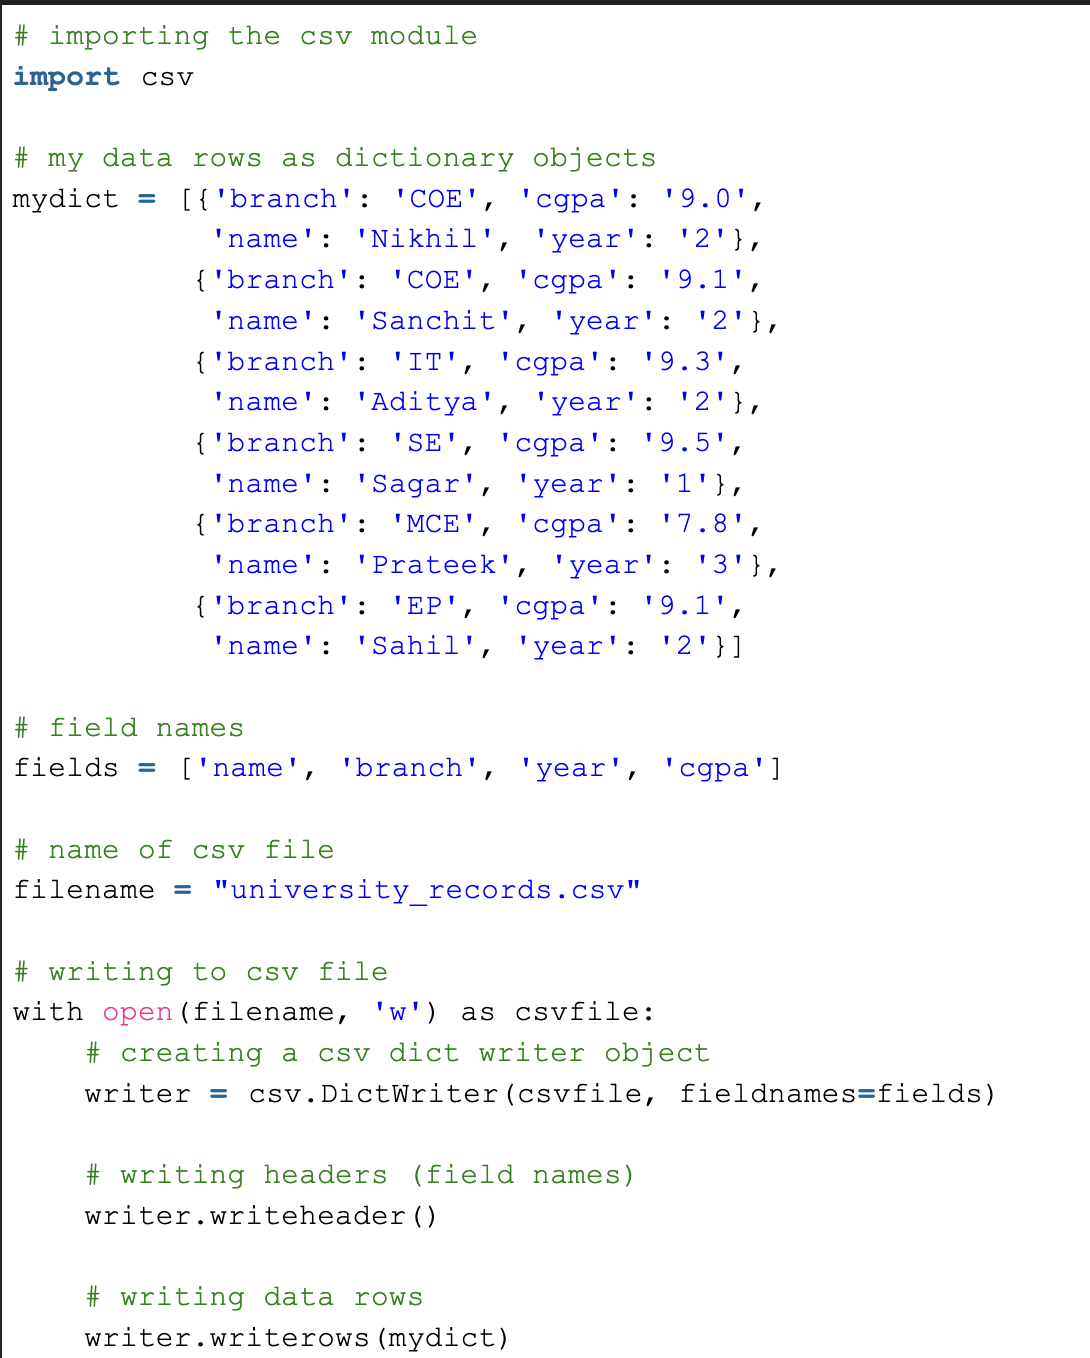 # importing the csv module
import csv
# my data rows as dictionary objects
mydict = [{'branch': 'COE', 'cgpa': '9.0',
'name': 'Nikhil', 'year': '2'},
{'branch': 'COE', 'cgpa': '9.1',
'name': 'Sanchit', 'year': '2'},
{'branch': 'IT', 'cgpa': '9.3',
'name': 'Aditya', 'year': '2'},
{'branch': 'SE', 'cgpa': '9.5',
'name': 'Sagar', 'year': '1'},
{'branch': 'MCE', 'cgpa': '7.8',
'name': 'Prateek', 'year': '3'},
{'branch': 'EP', 'cgpa': '9.1',
'name': 'Sahil', 'year': '2'}]
# field names
fields = ['name', 'branch', 'year', 'cgpa']
# name of csv file
filename = "university_records.csv"
# writing to csv file
with open(filename, 'w') as csvfile:
# creating a csv dict writer object
writer = csv.DictWriter(csvfile, fieldnames=fields)
# writing headers (field names)
writer.writeheader()
# writing data rows
writer.writerows(mydict)